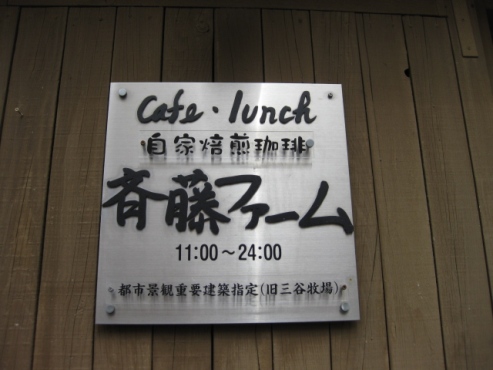 Cafe・lunch
自家焙煎珈琲
斉藤ファーム
11:00～24:00
都市景観重要建築指定(旧三谷牧場)